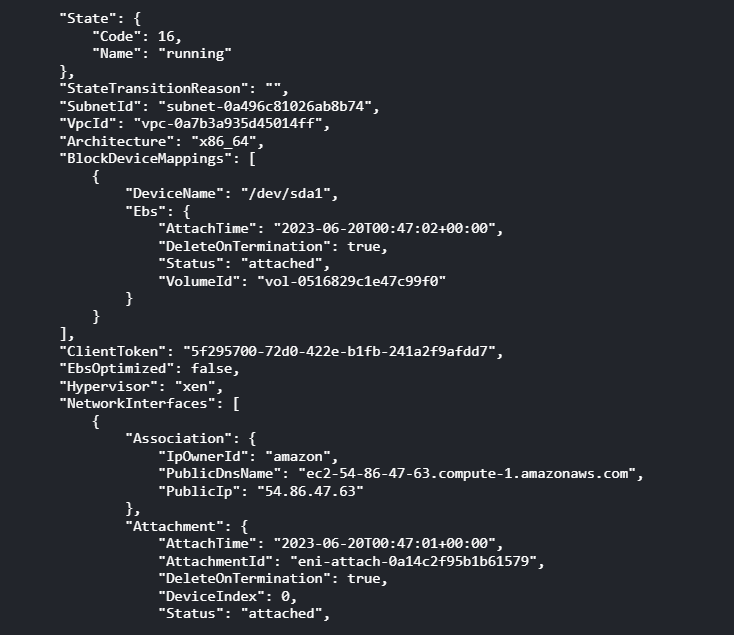 "State": {
"Code": 16,
"Name": "running"
},
"StateTransitionReason": "",
"SubnetId": "subnet-0a496c81026ab8b74",
"VpcId": "vpc-0a7b3a935d45014ff",
"Architecture": "x86_64",
"BlockDeviceMappings": [
{
"DeviceName": "/dev/sda1",
"Ebs": {
"AttachTime": "2023-06-20T00:47:02+00:00",
"DeleteOnTermination": true,
"Status": "attached",
"VolumeId": "vol-0516829c1e47c99f0"
}
}
],
"ClientToken": "5f295700-72d0-422e-b1fb-241a2f9afdd7",
"EbsOptimized": false,
"Hypervisor": "xen",
"NetworkInterfaces": [
{
"Association": {
"IpOwnerId": "amazon",
"PublicDnsName": "ec2-54-86-47-63.compute-1.amazonaws.com",
"PublicIp": "54.86.47.63"
},
"Attachment": {
"AttachTime": "2023-06-20T00:47:01+00:00",
"AttachmentId": "eni-attach-0a14c2f95b1b61579",
"DeleteOnTermination": true,
"DeviceIndex": 0,
"Status": "attached",